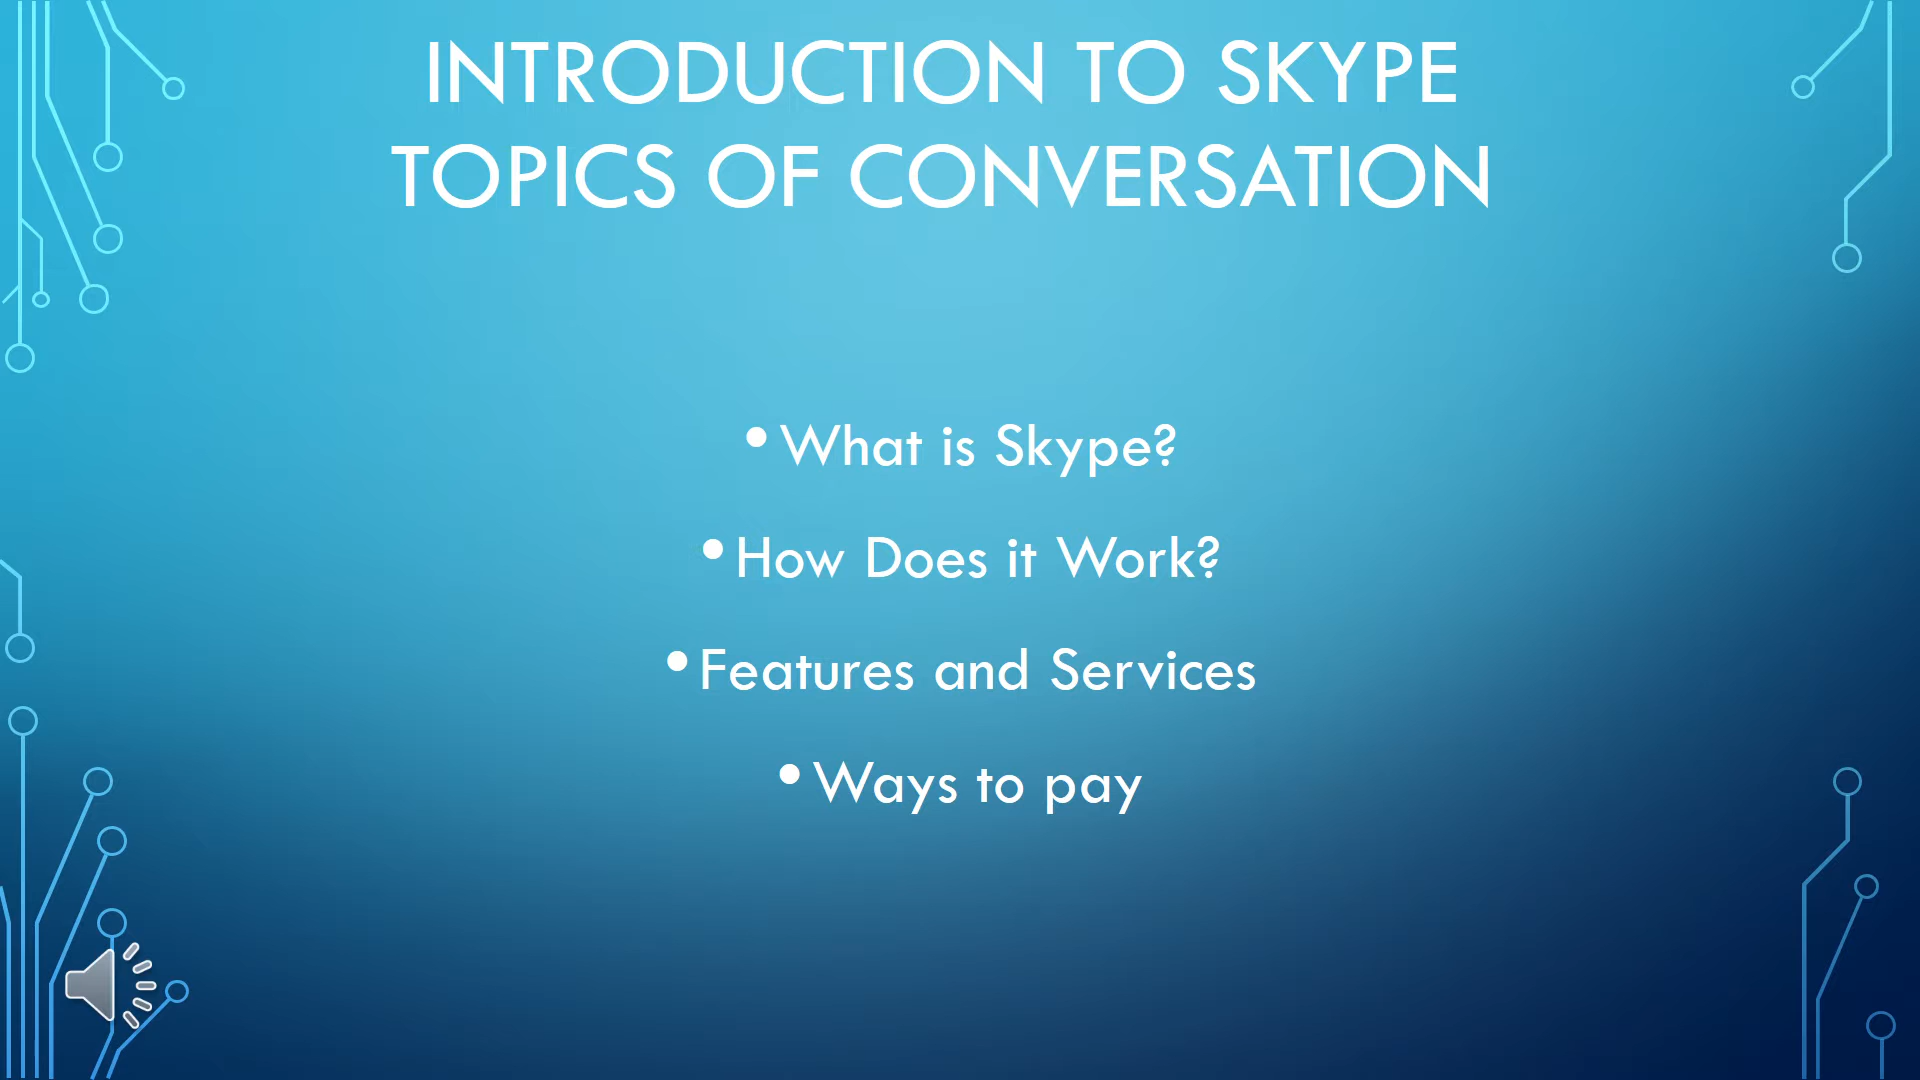 INTRODUCTION TO SKYPE
TOPICS OF CONVERSATION
• What is Skype?
• How Does it Work?
• Features and Services
• Ways to pay